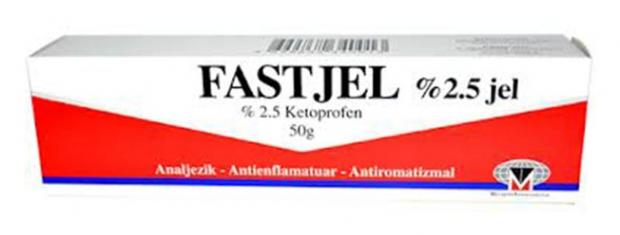 FASTJEL %2.5 jel
% 2.5 Ketoprofen
50g
Analjezik - Antienflamatuar - Antiromatizmal
M